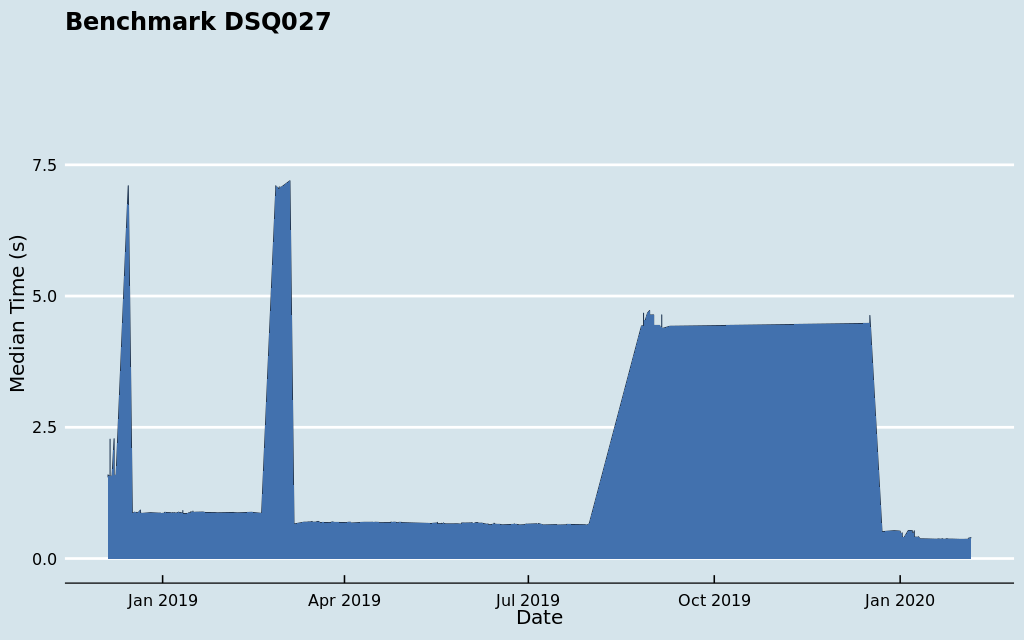 Benchmark DSQ027
Median Time (s)
7.5
5.0
2.5
0.0
Jan 2019
Apr 2019
Jul 2019
Oct 2019
Jan 2020
Date